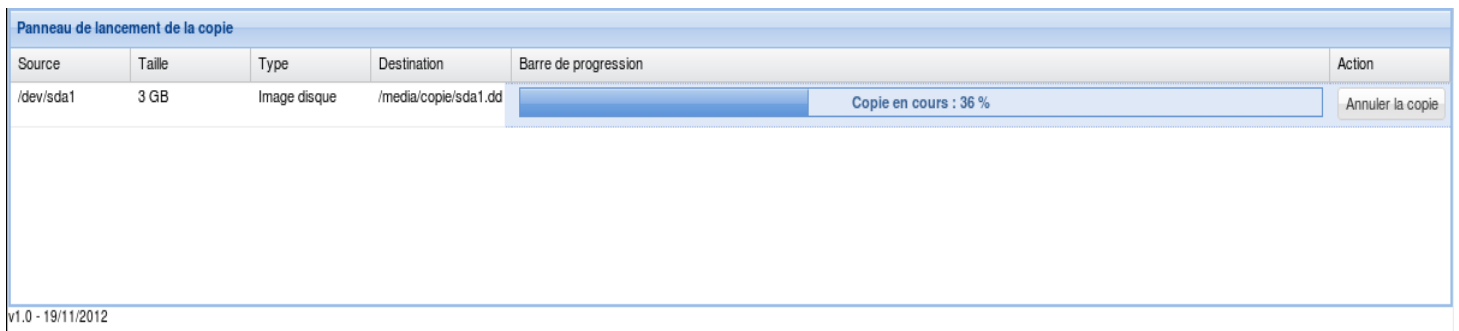 Panneau de lancement de la copie
Source Taille Type Destination Barre de progression Action
/dev/sda1 3 GB Image disque /media/copie/sda1.dd Copie en cours : 36 % Annuler la copie
v1.0 - 19/11/2012